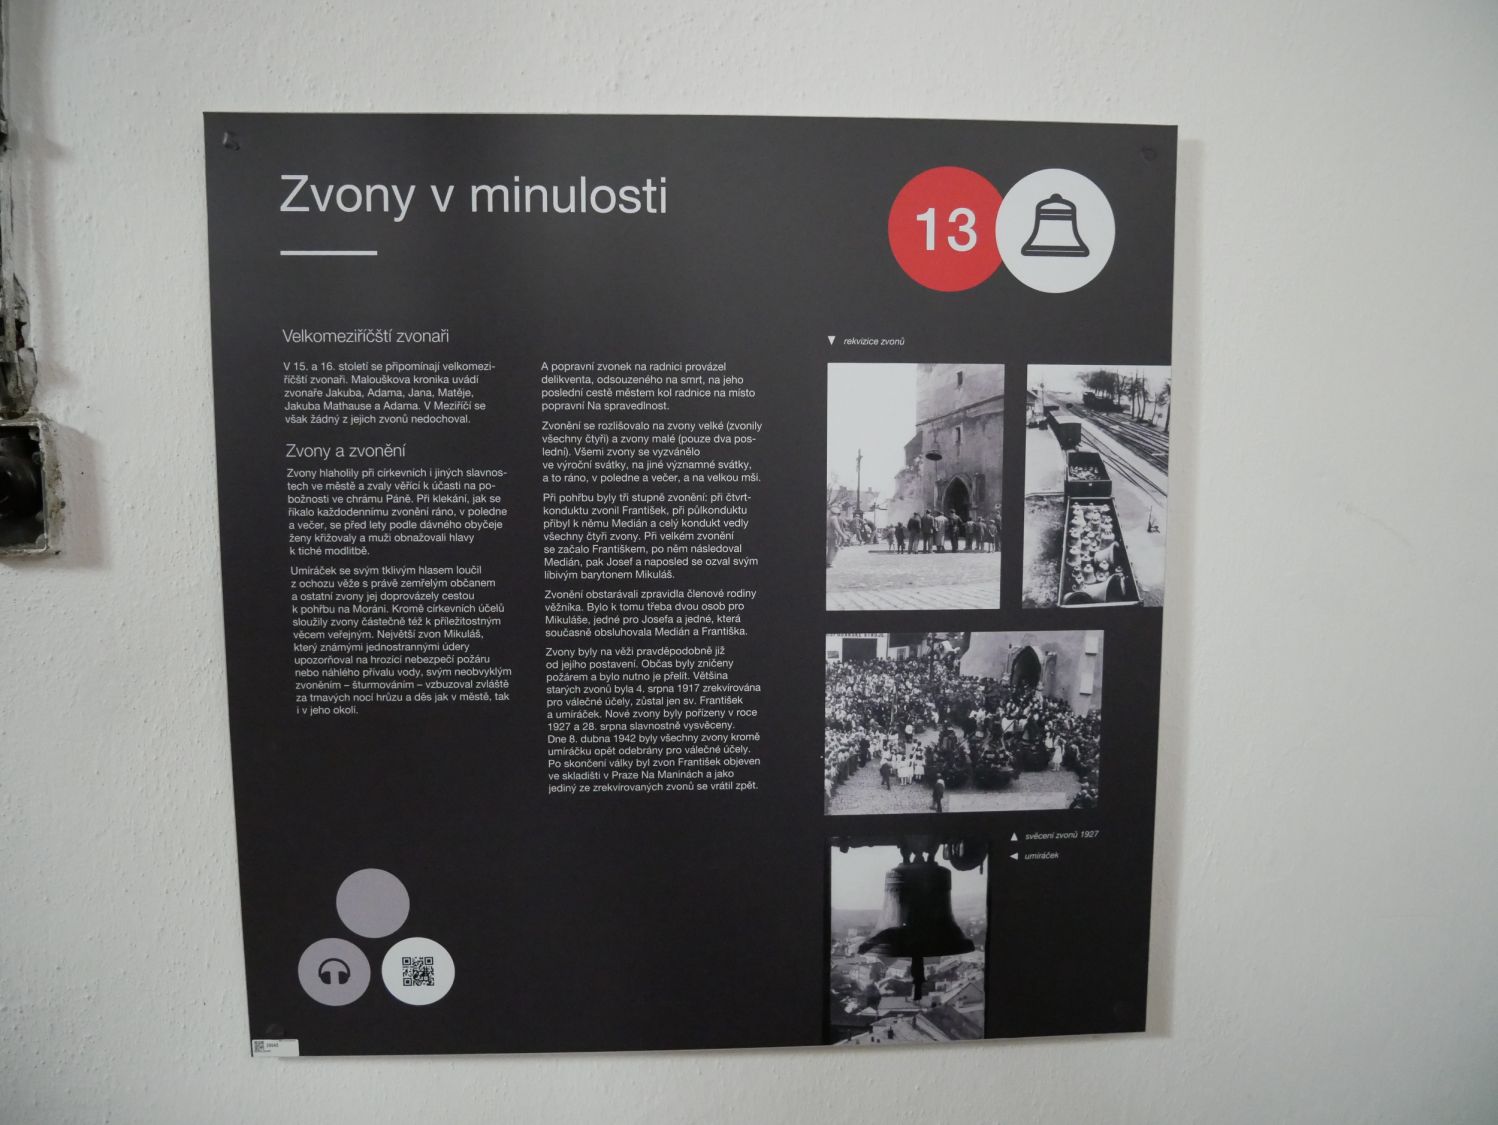 Zvony v minulosti
13
Velkomeziříčští zvonaři
V 15. a 16. století se připomínají velkomezi-
říčští zvonaři. Malouškova kronika uvádí
zvonaře Jakuba, Adama, Jana, Matěje,
Jakuba Mathause a Adama. V Meziříčí se
však žádný z jejich zvonů nedochoval.
Zvony a zvonění
Zvony hlaholily při církevních i jiných slavnos-
tech ve městě a zvaly věřící k účasti na po-
božnosti ve chrámu Páně. Při klekání, jak se
říkalo každodennímu zvonění ráno, v poledne
a večer, se před lety podle dávného obyčeje
ženy křižovaly a muži obnažovali hlavy
k tiché modlitbě.
Umíráček se svým tklivým hlasem loučil
z ochozu věže s právě zemřelým občanem
a ostatní zvony jej doprovázely cestou
k pohřbu na Moráni. Kromě církevních účelů
sloužily zvony částečně též k příležitostným
věcem veřejným. Největší zvon Mikuláš,
který známými jednostrannými údery
upozorňoval na hrozící nebezpečí požáru
nebo náhlého přívalu vody, svým neobvyklým
zvoněním – šturmováním – vzbuzoval zvláště
za tmavých nocí hrůzu a děs jak v městě, tak
i v jeho okolí.
A popravní zvonek na radnici provázel
delikventa, odsouzeného na smrt, na jeho
poslední cestě městem kol radnice na místo
popravní Na spravedlnost.
Zvonění se rozlišovalo na zvony velké (zvonily
všechny čtyři) a zvony malé (pouze dva pos-
lední). Všemi zvony se vyzvánělo
ve výroční svátky, na jiné významné svátky,
a to ráno, v poledne a večer, a na velkou mši.
Při pohřbu byly tři stupně zvonění: při čtvrt-
konduktu zvonil František, při půlkonduktu
přibyl k němu Medián a celý kondukt vedly
všechny čtyři zvony. Při velkém zvonění
se začalo Františkem, po něm následoval
Medián, pak Josef a naposled se ozval svým
líbivým barytonem Mikuláš.
Zvonění obstarávali zpravidla členové rodiny
věžníka. Bylo k tomu třeba dvou osob pro
Mikuláše, jedné pro Josefa a jedné, která
současně obsluhovala Medián a Františka.
Zvony byly na věži pravděpodobně již
od jejího postavení. Občas byly zničeny
požárem a bylo nutno je přelít. Většina
starých zvonů byla 4. srpna 1917 zrekvírována
pro válečné účely, zůstal jen sv. František
a umíráček. Nové zvony byly pořízeny v roce
1927 a 28. srpna slavnostně vysvěceny.
Dne 8. dubna 1942 byly všechny zvony kromě
umíráčku opět odebrány pro válečné účely.
Po skončení války byl zvon František objeven
ve skladišti v Praze Na Maninách a jako
jediný ze zrekvírovaných zvonů se vrátil zpět.
▼ rekvizice zvonů
▲ svěcení zvonů 1927
◄ umíráček